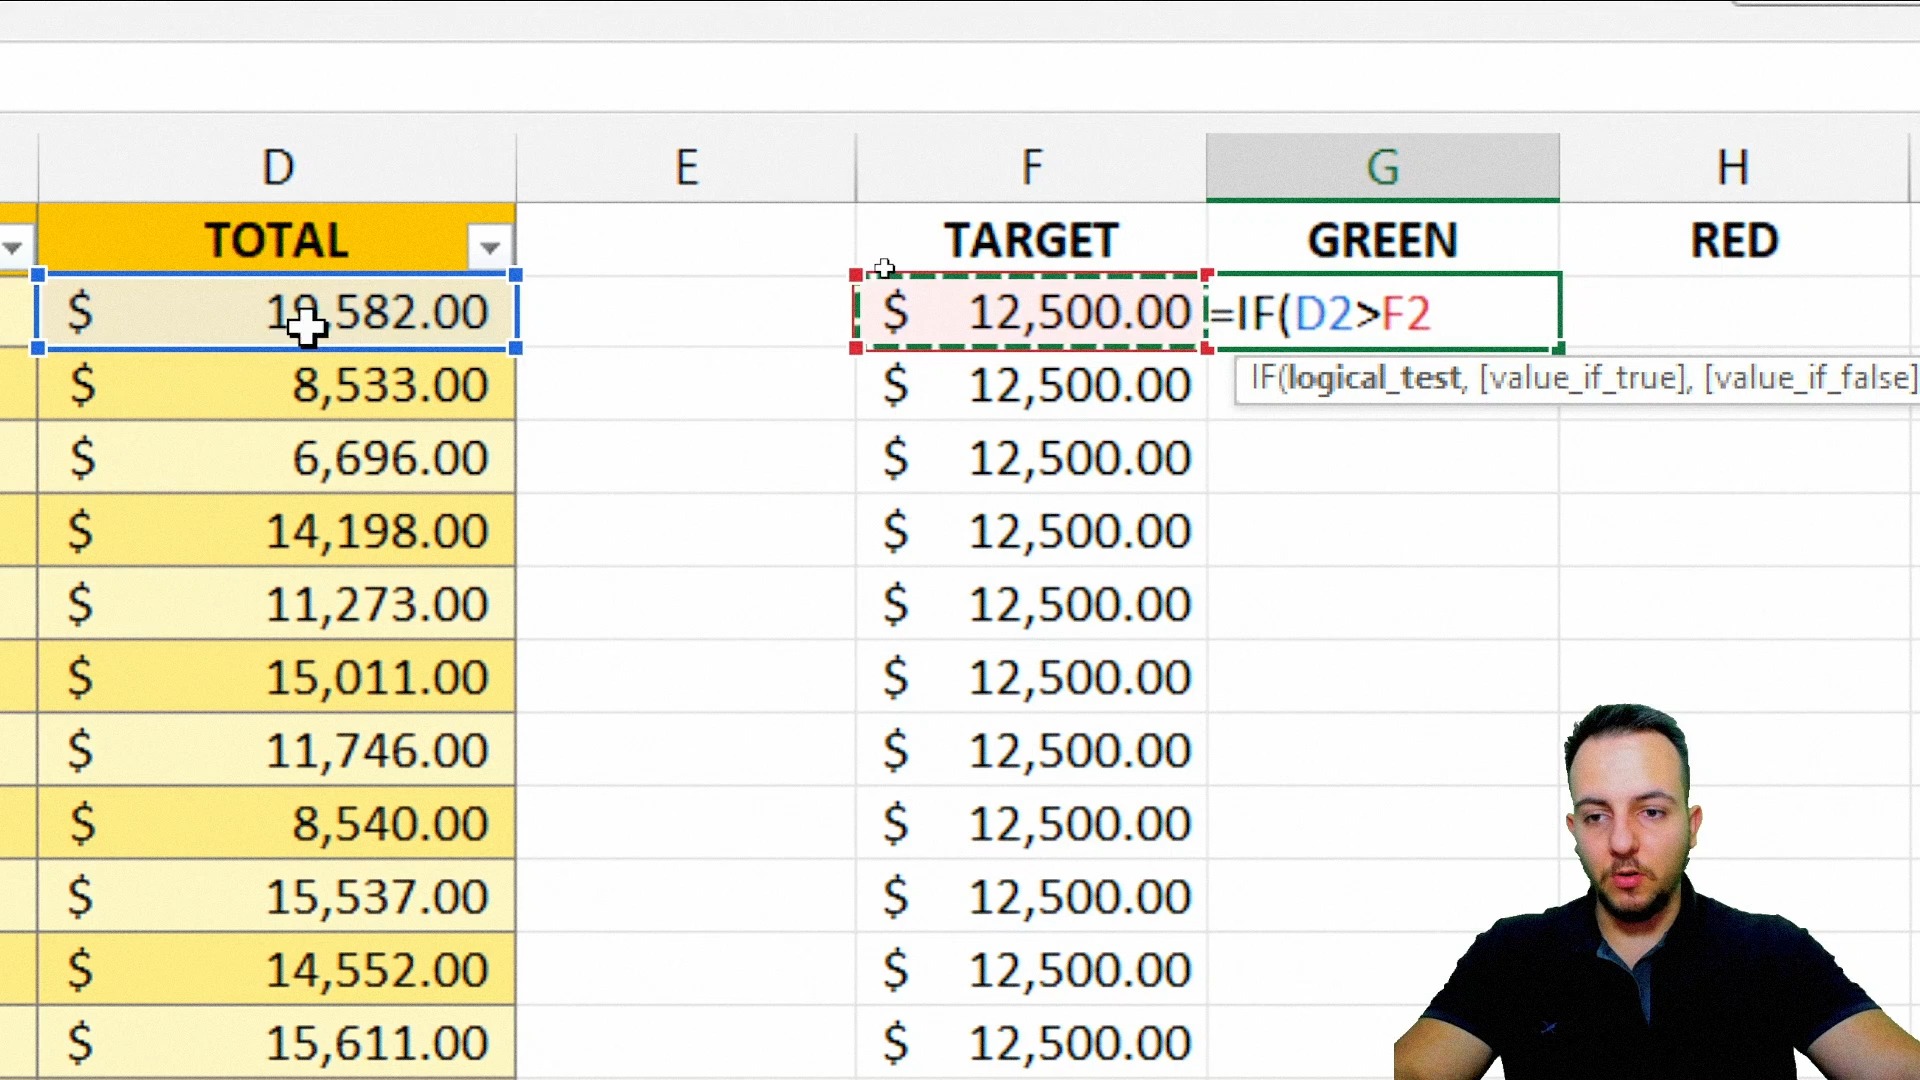 D E F G H
TOTAL TARGET GREEN RED
$ 12,500.00 =IF(D2>F2
IF(logical_test, [value_if_true], [value_if_false]
$ 8,533.00 $ 12,500.00
$ 6,696.00 $ 12,500.00
$ 14,198.00 $ 12,500.00
$ 11,273.00 $ 12,500.00
$ 15,011.00 $ 12,500.00
$ 11,746.00 $ 12,500.00
$ 8,540.00 $ 12,500.00
$ 15,537.00 $ 12,500.00
$ 14,552.00 $ 12,500.00
$ 15,611.00 $ 12,500.00